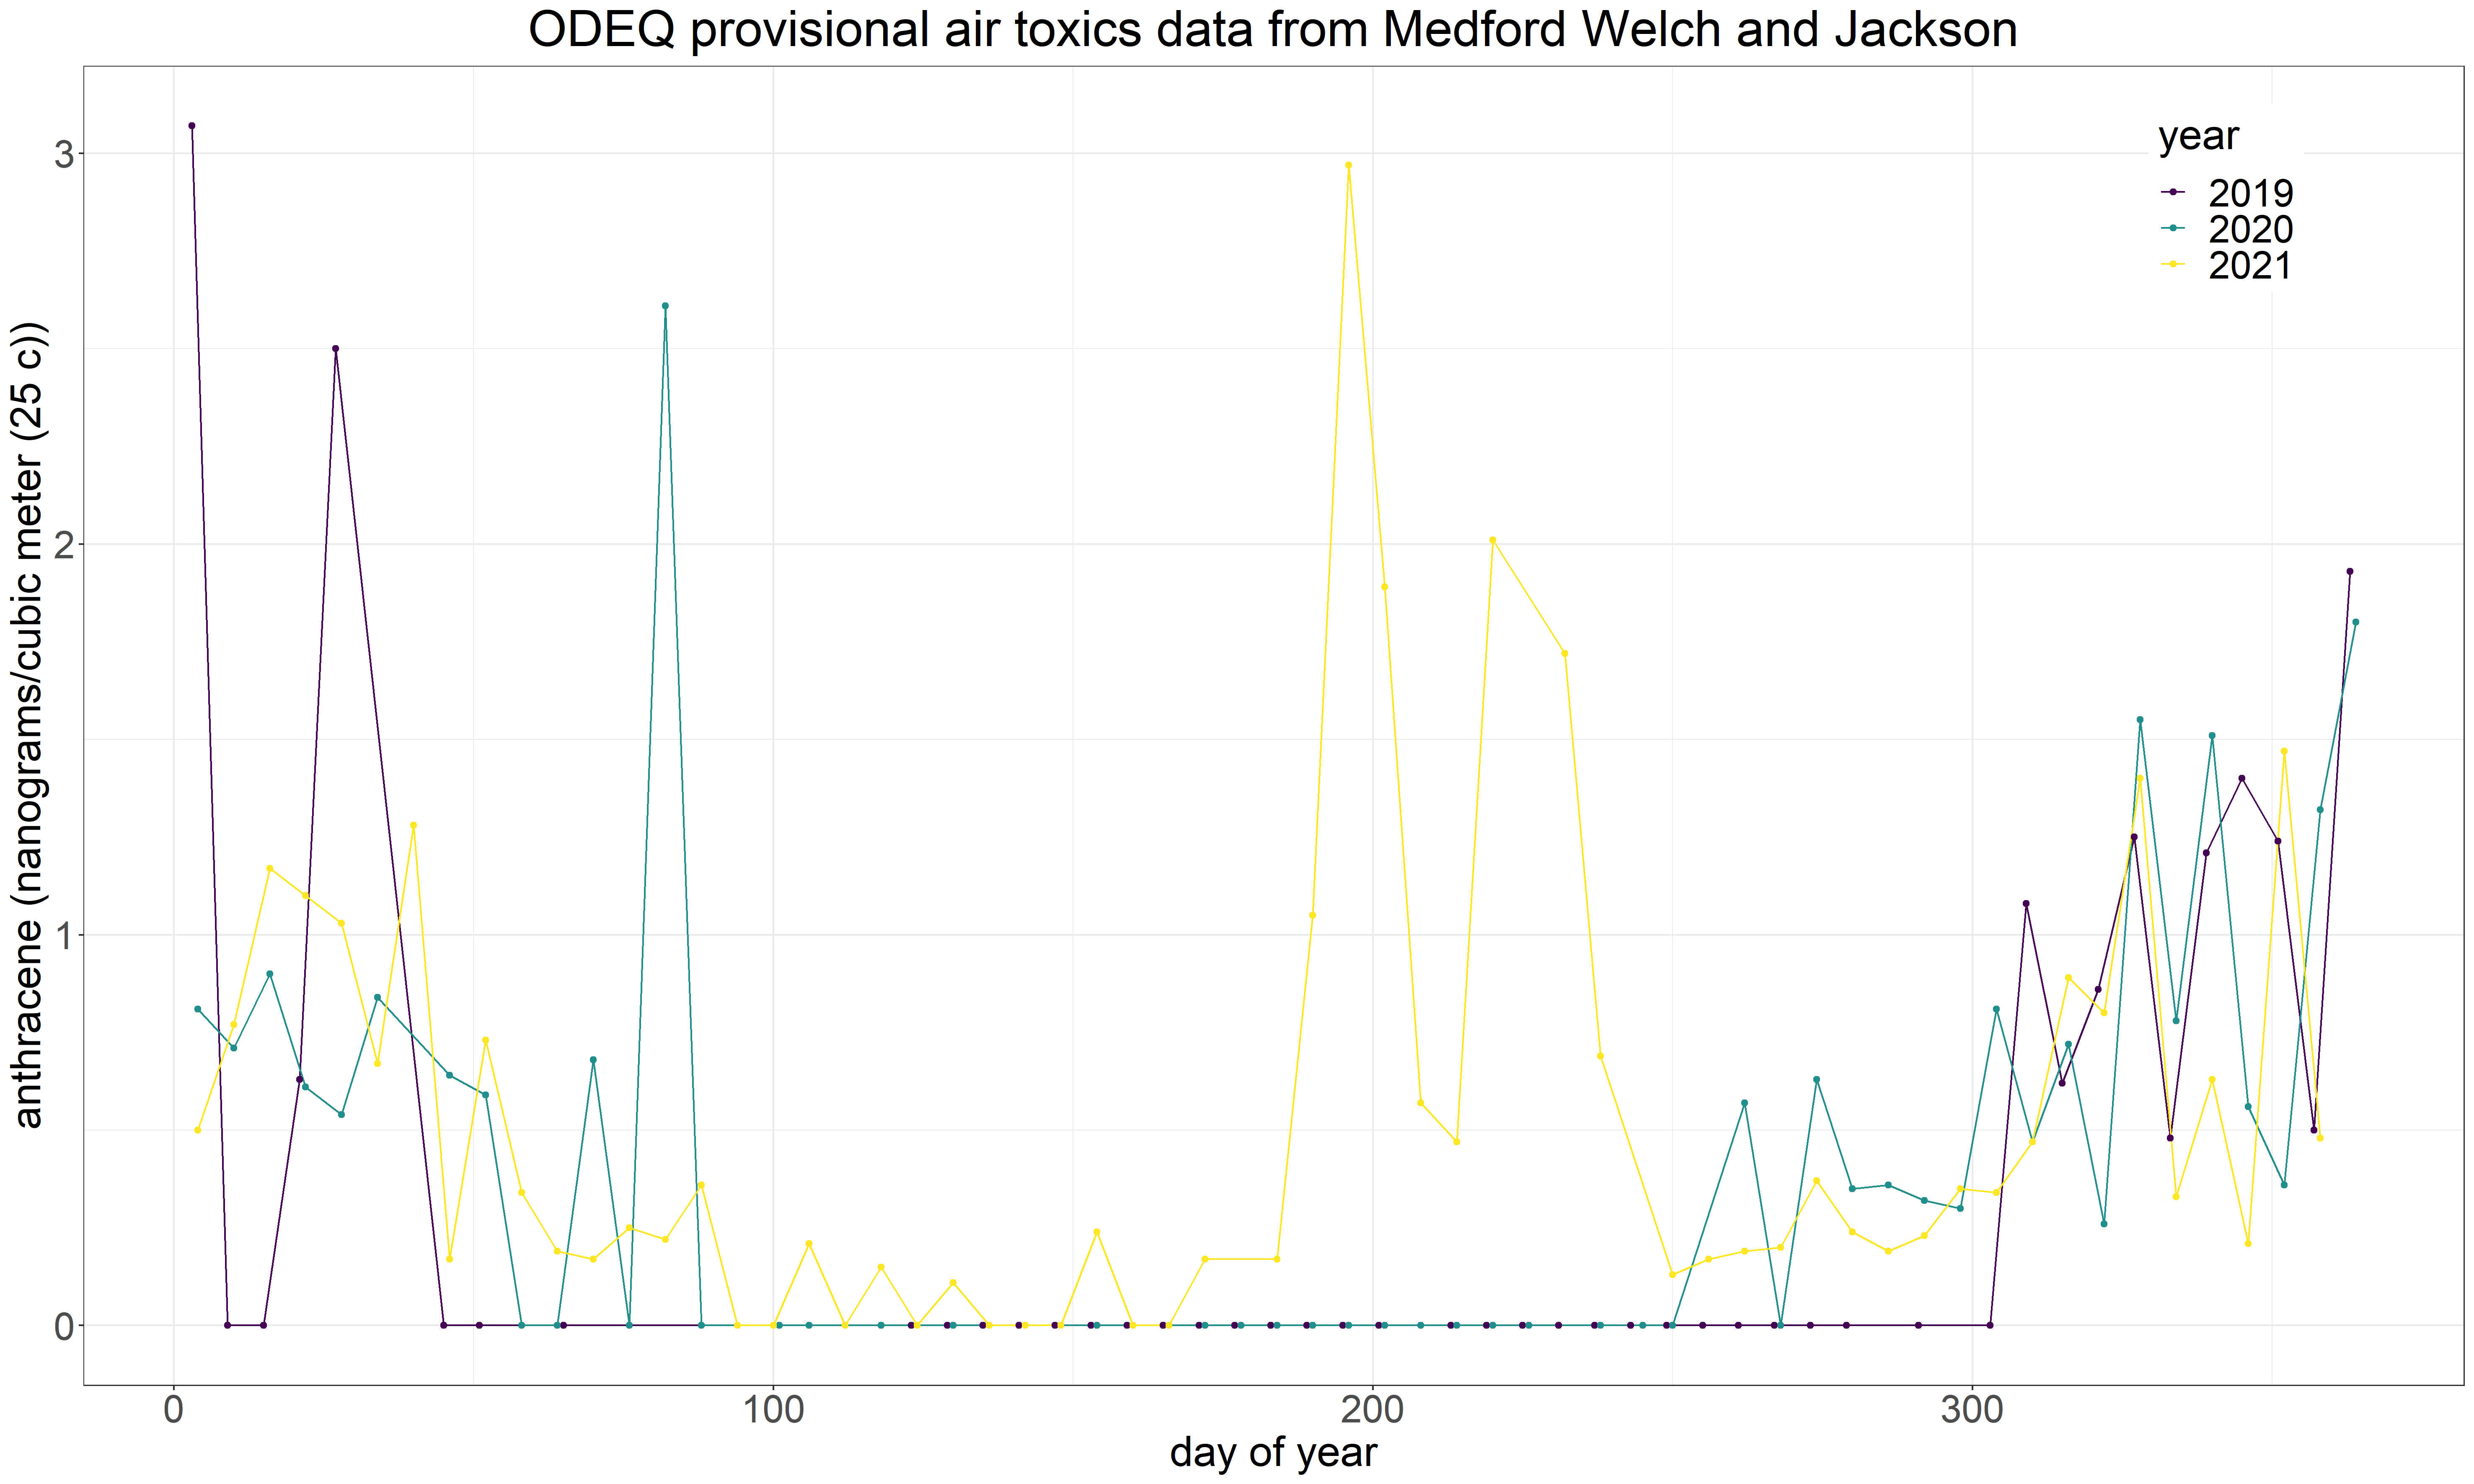 ODEQ provisional air toxics data from Medford Welch and Jackson
anthracene (nanograms/cubic meter (25 c))
3
2
1
0
year
2019
2020
2021
0 100 200 300
day of year